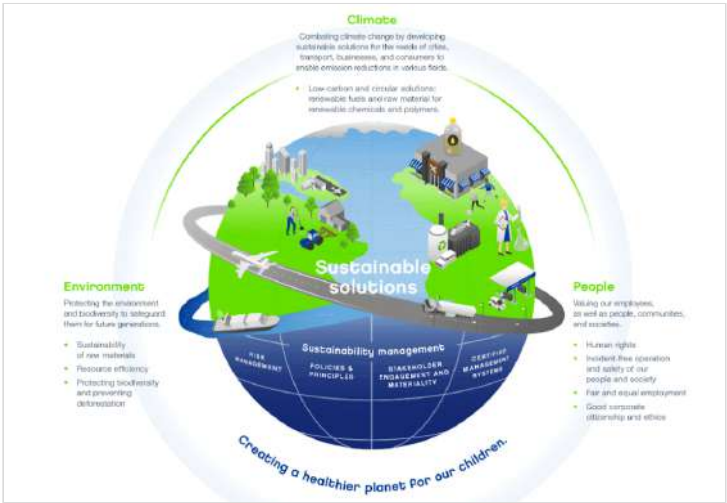 Climate
Combating climate change by developing
sustainable solutions for the needs of cities,
transport, businesses, and consumers to
enable emission reductions in various fields.
• Low-carbon and circular solutions:
renewable fuels and raw material for
renewable chemicals and polymers.
Environment
Protecting the environment
and biodiversity to safeguard
them for future generations.
• Sustainability
of raw materials
• Resource efficiency
• Protecting biodiversity
and preventing
deforestation
Sustainable
solutions
People
Valuing our employees,
as well as people, communities,
and societies.
• Human rights
• Incident-free operation
and safety of our
people and society
• Fair and equal employment
• Good corporate
citizenship and ethics
Sustainability management
RISK
MANAGEMENT
POLICIES &
PRINCIPLES
STAKEHOLDER
ENGAGEMENT AND
MATERIALITY
CERTIFIED
MANAGEMENT
SYSTEMS
Creating a healthier planet for our children.